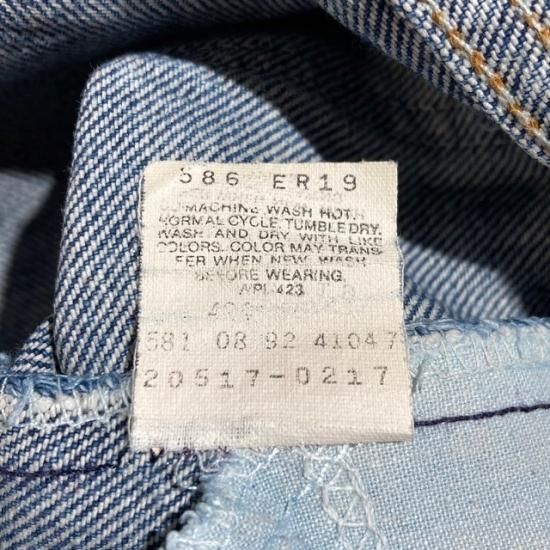 586 ER19
MACHINE WASH HOT
NORMAL CYCLE. TUMBLE DRY.
WASH AND DRY WITH LIKE
COLORS. COLOR MAY TRANS-
FER WHEN NEW. WASH
BEFORE WEARING.
WPL 423
581 08 92 41047
20517-0217